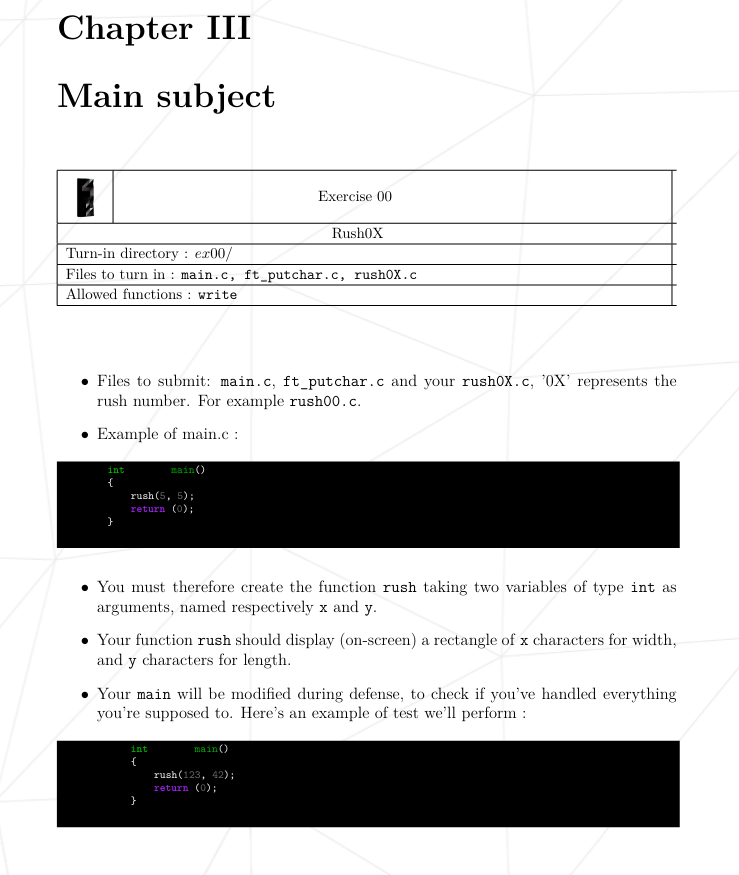 Chapter III
Main subject
Exercise 00
Rush0X
Turn-in directory : ex00/
Files to turn in : main.c, ft_putchar.c, rush0X.c
Allowed functions : write
• Files to submit: main.c, ft_putchar.c and your rush0X.c, '0X' represents the
rush number. For example rush00.c.
• Example of main.c :
int main()
{
rush(5, 5);
return (0);
}
• You must therefore create the function rush taking two variables of type int as
arguments, named respectively x and y.
• Your function rush should display (on-screen) a rectangle of x characters for width,
and y characters for length.
• Your main will be modified during defense, to check if you've handled everything
you're supposed to. Here's an example of test we'll perform :
int main()
{
rush(123, 42);
return (0);
}